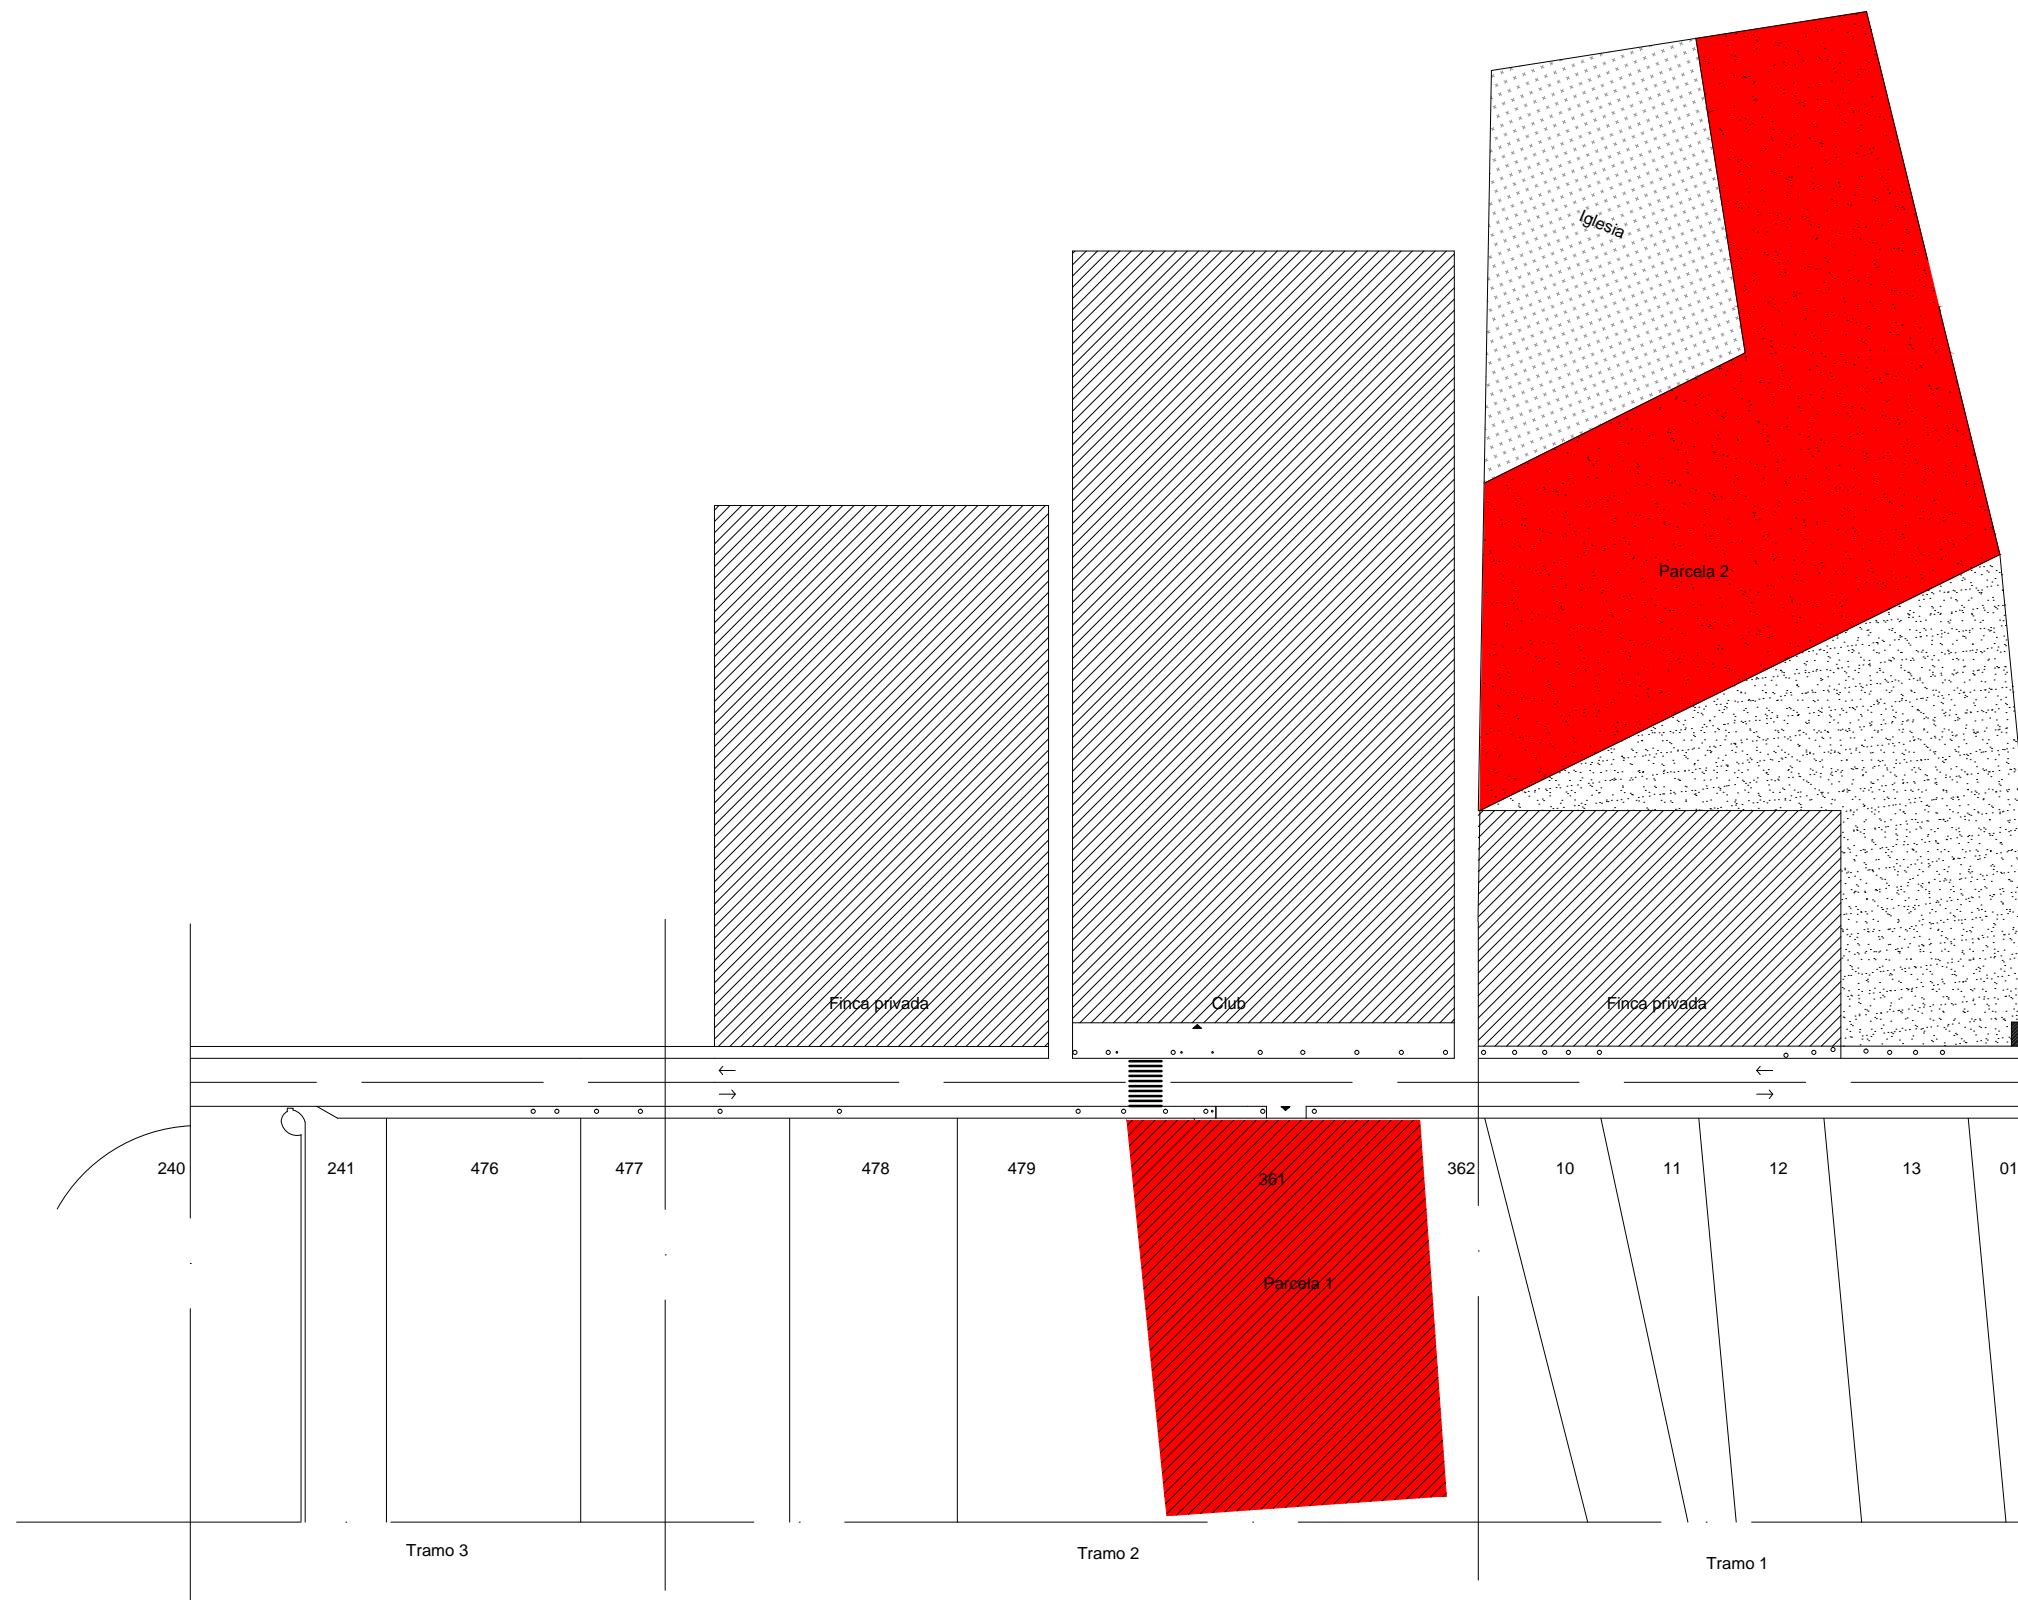 Iglesia
Parcela 2
Finca privada
Club
Finca privada
240
241
476
477
478
479
361
362
10
11
12
13
01
Parcela 1
Tramo 3
Tramo 2
Tramo 1